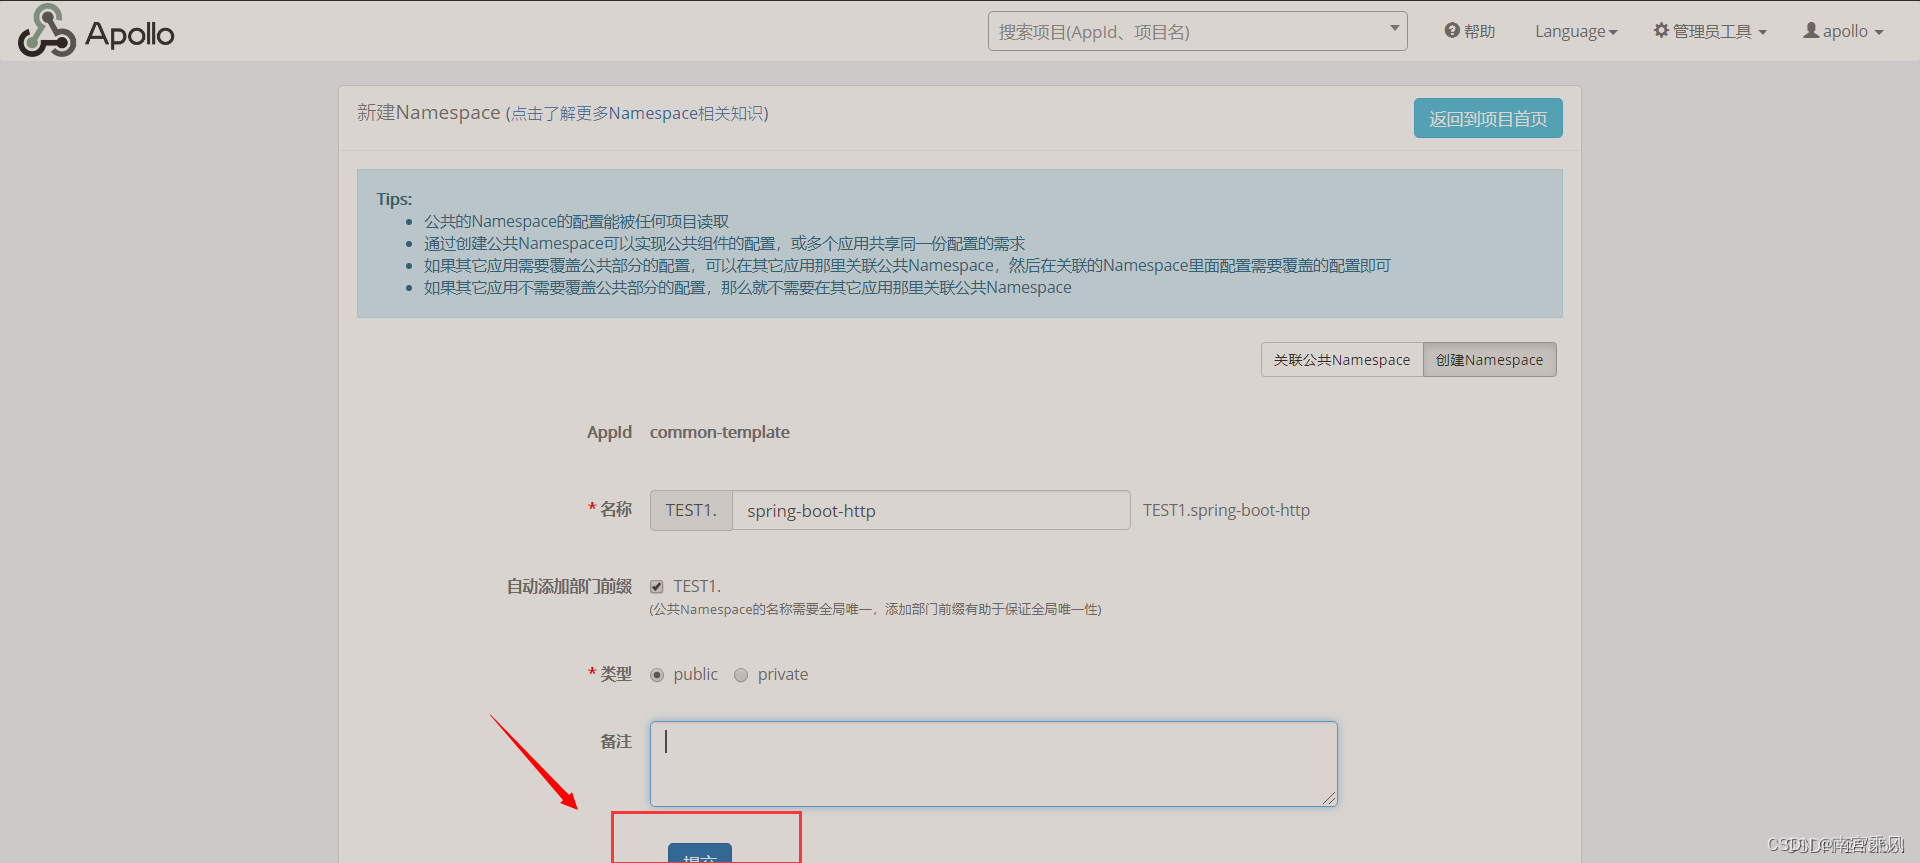 Apollo
搜索项目(AppId、项目名)
帮助
Language
管理员工具
apollo
新建Namespace (点击了解更多Namespace相关知识)
返回到项目首页
Tips:
公共的Namespace的配置能被任何项目读取
通过创建公共Namespace可以实现公共组件的配置，或多个应用共享同一份配置的需求
如果其它应用需要覆盖公共部分的配置，可以在其它应用那里关联公共Namespace，然后在关联的Namespace里面配置需要覆盖的配置即可
如果其它应用不需要覆盖公共部分的配置，那么就不需要在其它应用那里关联公共Namespace
关联公共Namespace
创建Namespace
AppId common-template
* 名称 TEST1. spring-boot-http TEST1.spring-boot-http
自动添加部门前缀 TEST1.
(公共Namespace的名称需要全局唯一，添加部门前缀有助于保证全局唯一性)
* 类型 public private
备注
提交